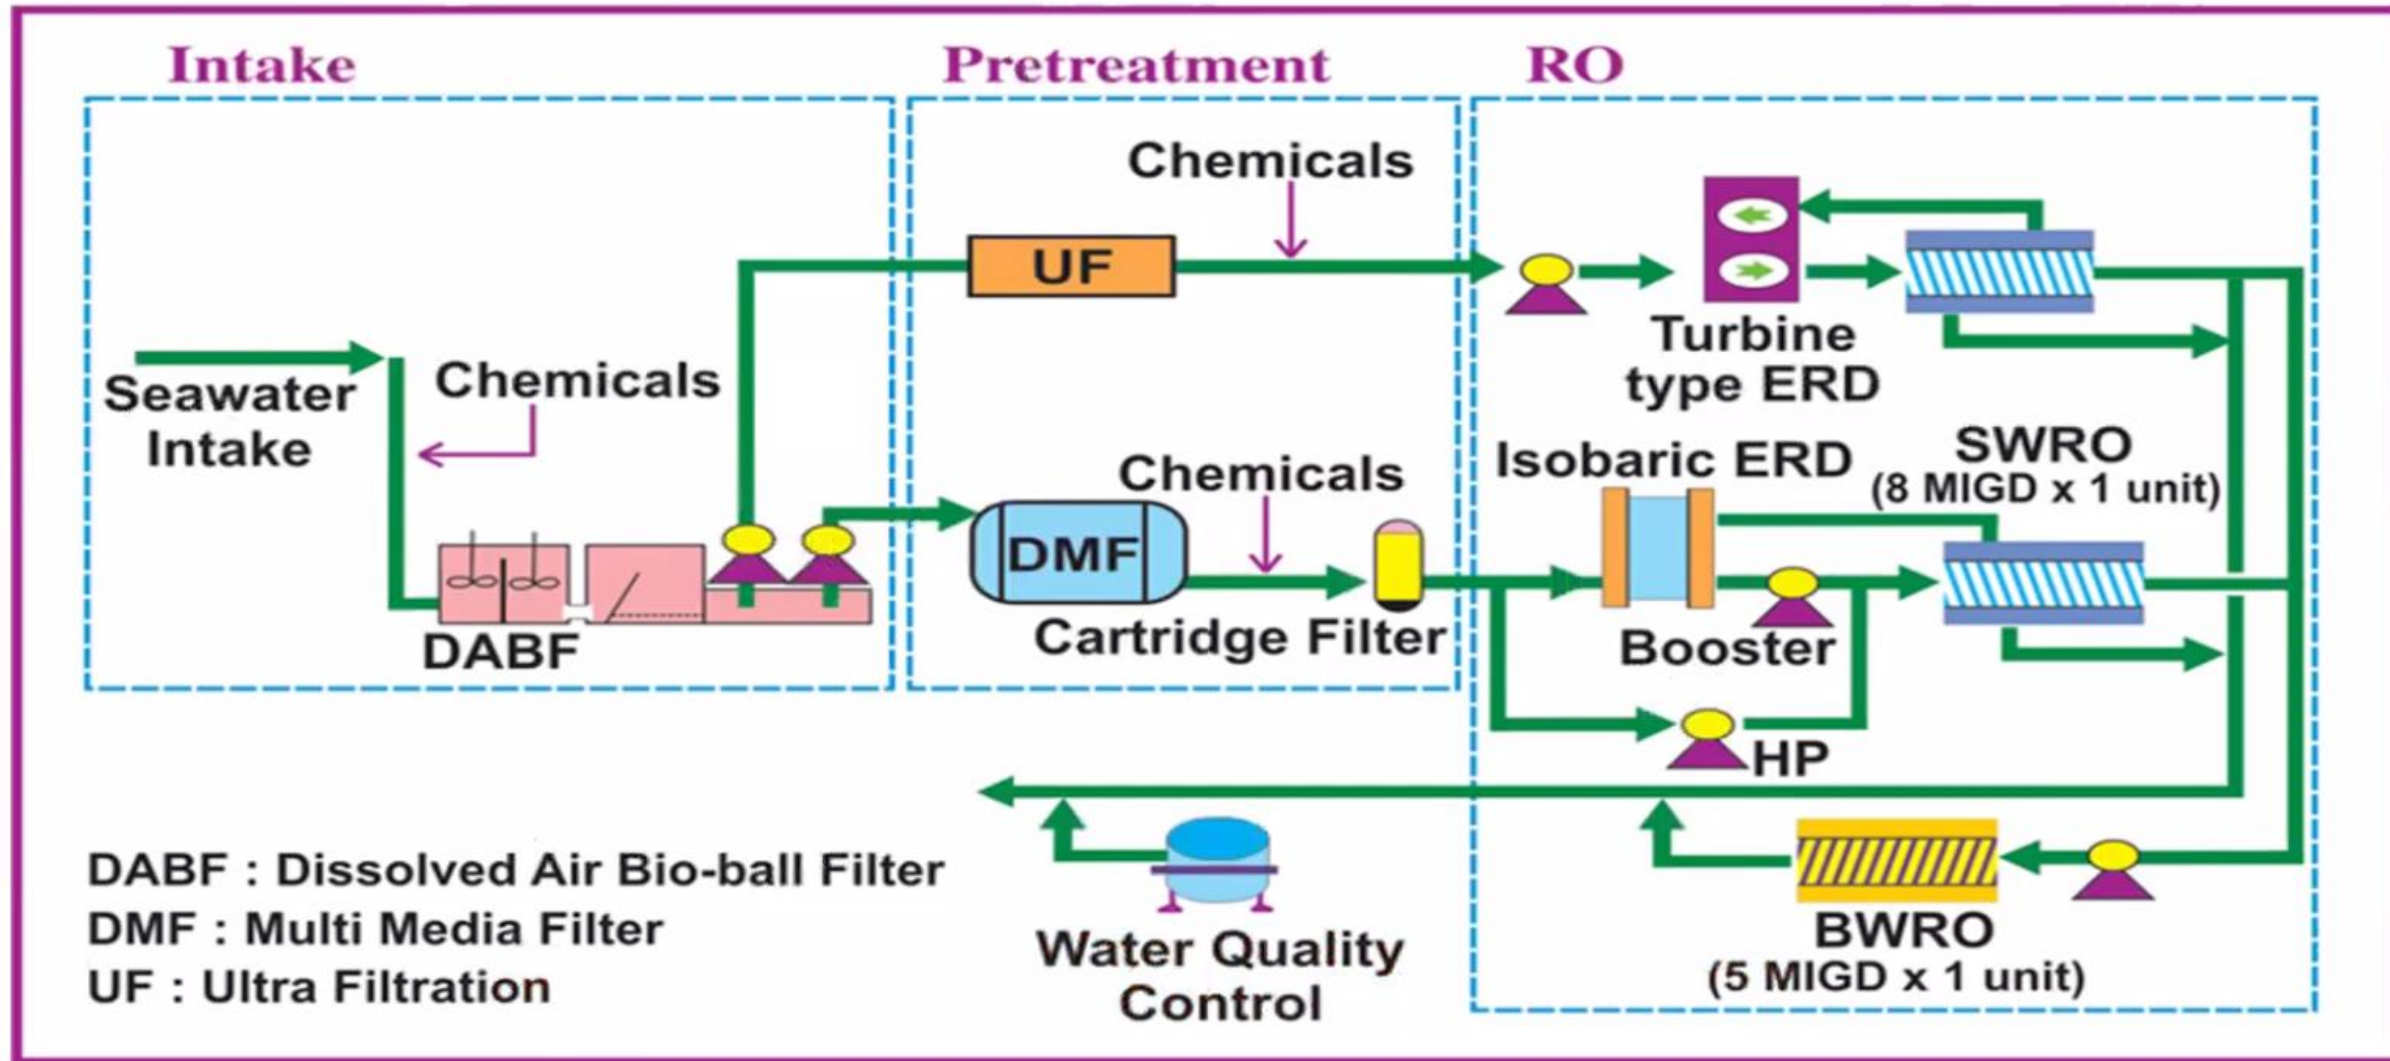 Intake
Pretreatment
RO
Chemicals
UF
Turbine
type ERD
Seawater
Intake
Chemicals
DABF
Chemicals
DMF
Cartridge Filter
Isobaric ERD
SWRO
(8 MIGD x 1 unit)
Booster
HP
DABF : Dissolved Air Bio-ball Filter
DMF : Multi Media Filter
UF : Ultra Filtration
Water Quality
Control
BWRO
(5 MIGD x 1 unit)